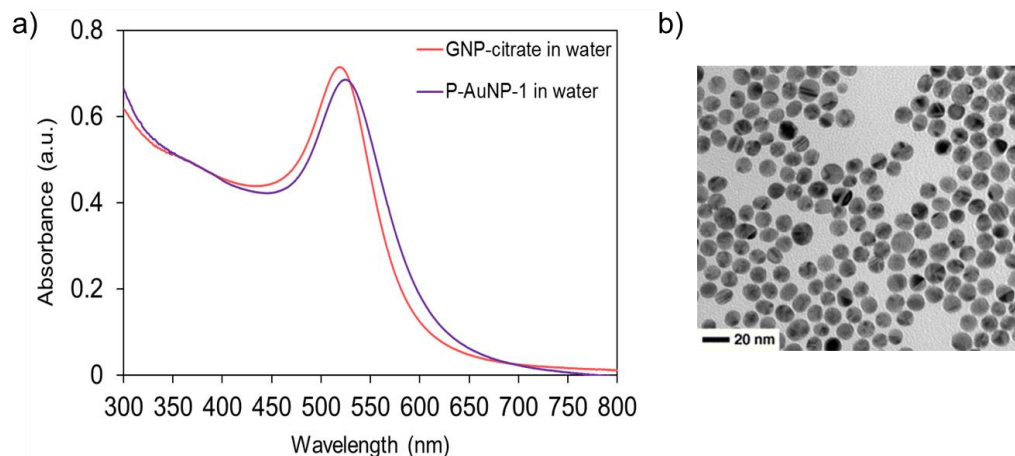 a)
0.8
0.6
0.4
0.2
0
Absorbance (a.u.)
GNP-citrate in water
P-AuNP-1 in water
300 350 400 450 500 550 600 650 700 750 800
Wavelength (nm)
b)
20 nm